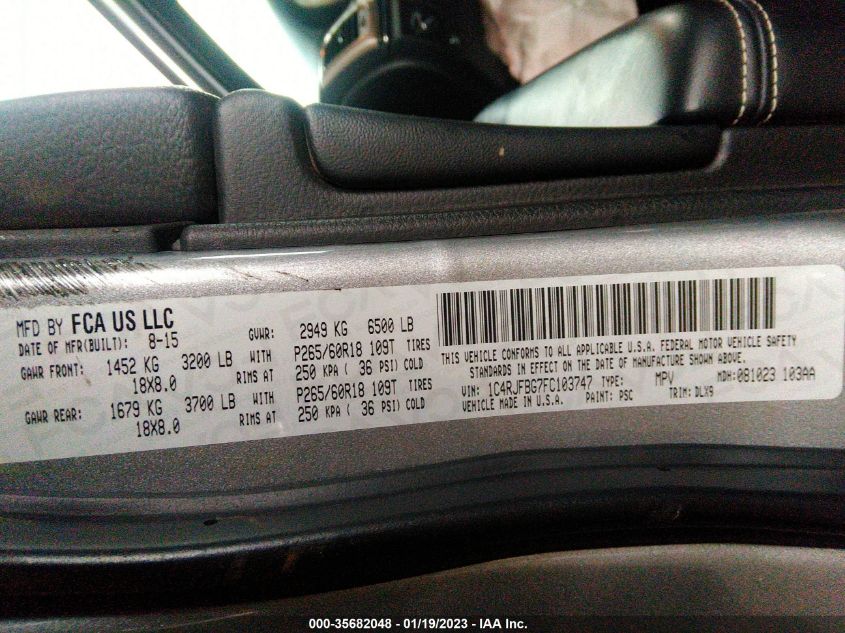 MFD BY FCA US LLC
DATE OF MFR(BUILT): 8-15 GVWR: 2949 KG 6500 LB
GAWR FRONT: 1452 KG 3200 LB WITH P265/60R18 109T TIRES
18X8.0 RIMS AT 250 KPA ( 36 PSI) COLD
GAWR REAR: 1679 KG 3700 LB WITH P265/60R18 109T TIRES
18X8.0 RIMS AT 250 KPA ( 36 PSI) COLD
THIS VEHICLE CONFORMS TO ALL APPLICABLE U.S.A. FEDERAL MOTOR VEHICLE SAFETY
STANDARDS IN EFFECT ON THE DATE OF MANUFACTURE SHOWN ABOVE.
VIN: 1C4RJFBG7FC103747 TYPE: MPV MDH: 081023 103AA
VEHICLE MADE IN U.S.A. PAINT: PSC TRIM: DLX9
000-35682048 - 01/19/2023 - IAA Inc.